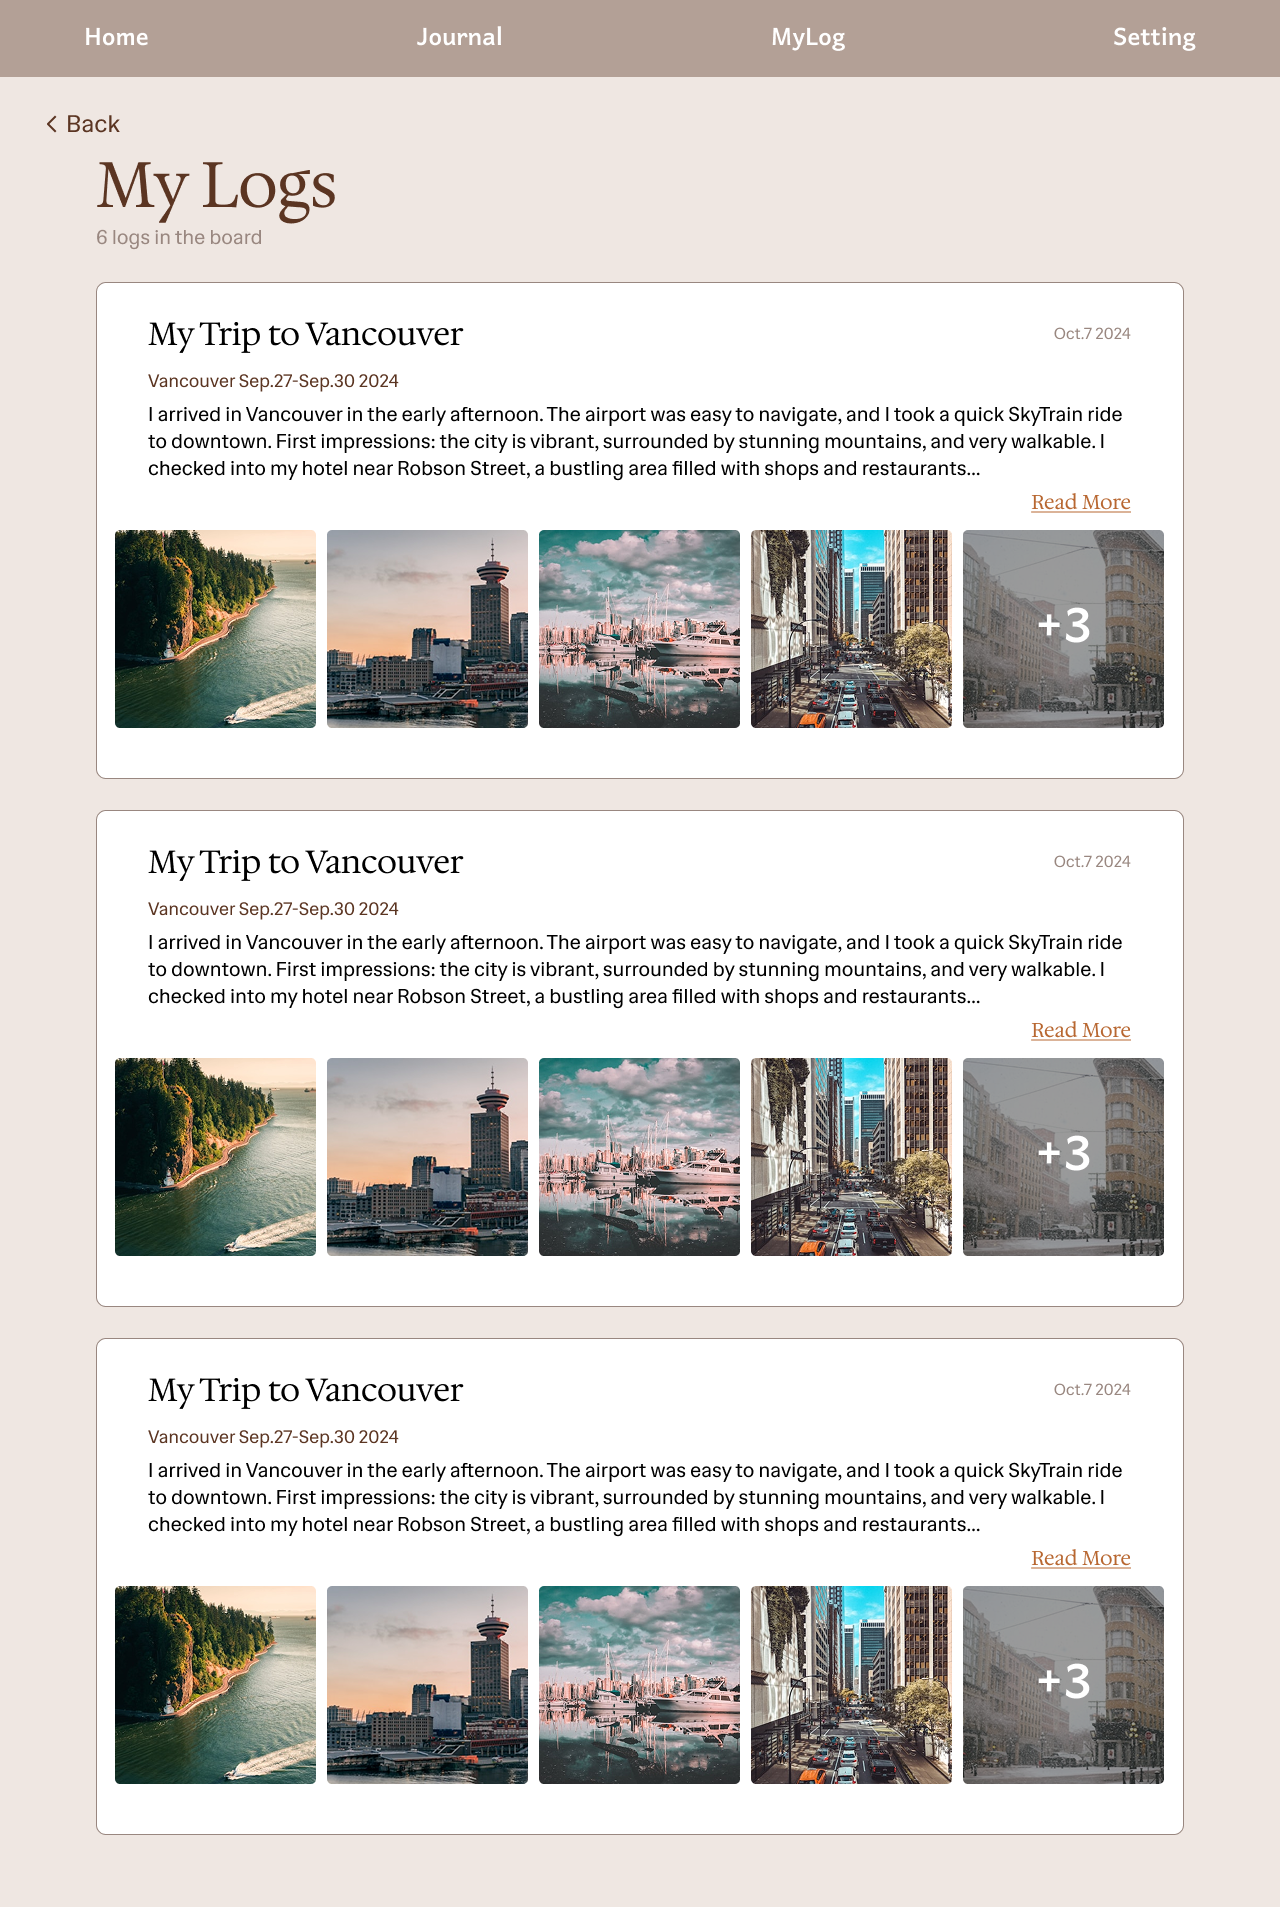 Home Journal MyLog Setting
Back
My Logs
6 logs in the board
My Trip to Vancouver Oct.7 2024
Vancouver Sep.27-Sep.30 2024
I arrived in Vancouver in the early afternoon. The airport was easy to navigate, and I took a quick SkyTrain ride
to downtown. First impressions: the city is vibrant, surrounded by stunning mountains, and very walkable. I
checked into my hotel near Robson Street, a bustling area filled with shops and restaurants...
Read More
+3
My Trip to Vancouver Oct.7 2024
Vancouver Sep.27-Sep.30 2024
I arrived in Vancouver in the early afternoon. The airport was easy to navigate, and I took a quick SkyTrain ride
to downtown. First impressions: the city is vibrant, surrounded by stunning mountains, and very walkable. I
checked into my hotel near Robson Street, a bustling area filled with shops and restaurants...
Read More
+3
My Trip to Vancouver Oct.7 2024
Vancouver Sep.27-Sep.30 2024
I arrived in Vancouver in the early afternoon. The airport was easy to navigate, and I took a quick SkyTrain ride
to downtown. First impressions: the city is vibrant, surrounded by stunning mountains, and very walkable. I
checked into my hotel near Robson Street, a bustling area filled with shops and restaurants...
Read More
+3